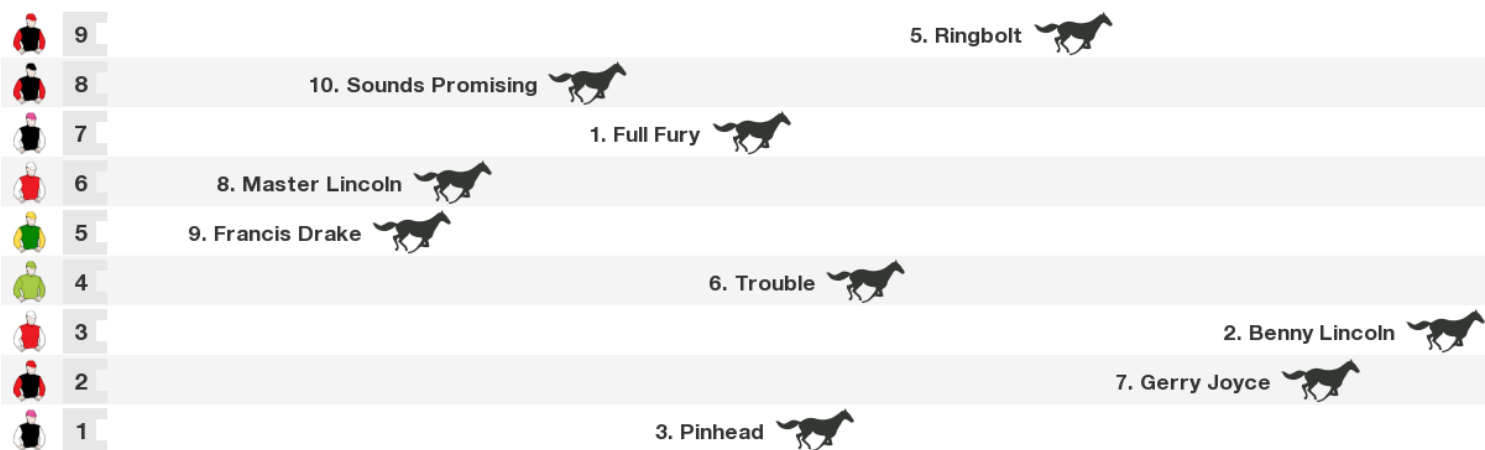 9 5. Ringbolt
8 10. Sounds Promising
7 1. Full Fury
6 8. Master Lincoln
5 9. Francis Drake
4 6. Trouble
3 2. Benny Lincoln
2 7. Gerry Joyce
1 3. Pinhead